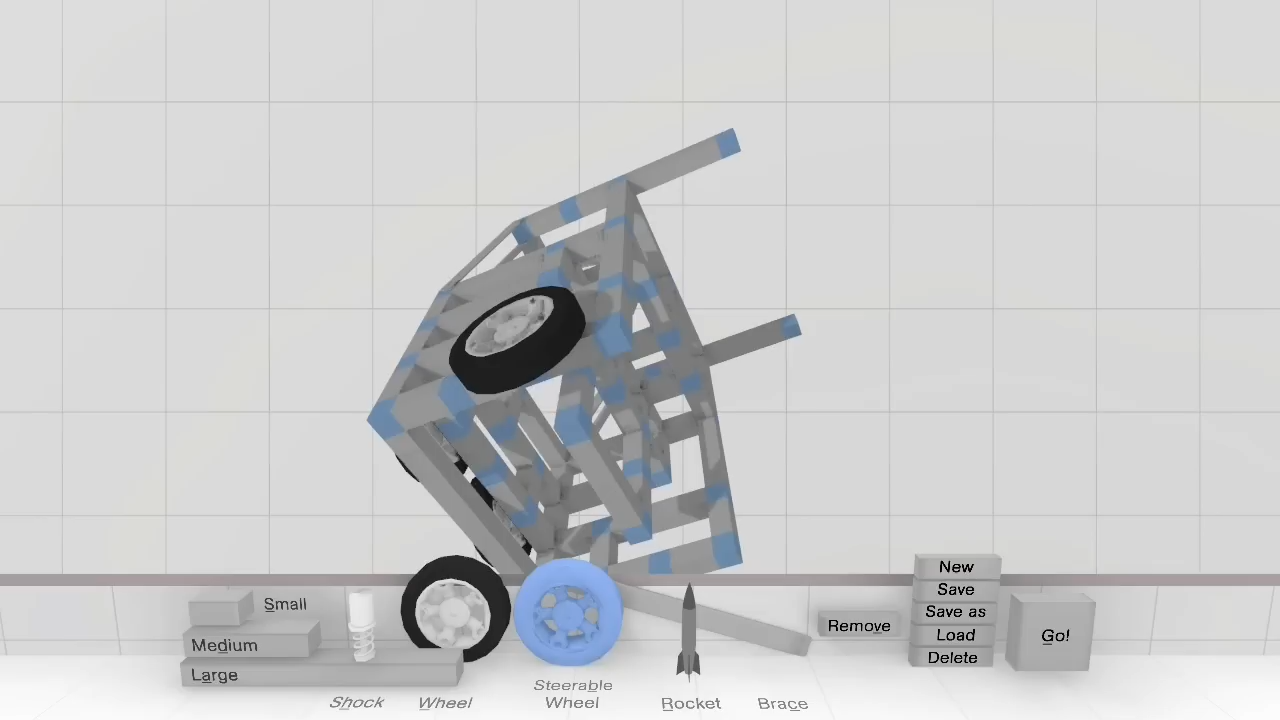 Small
Medium
Large
Shock
Wheel
Steerable
Wheel
Rocket
Brace
Remove
New
Save
Save as
Load
Delete
Go!